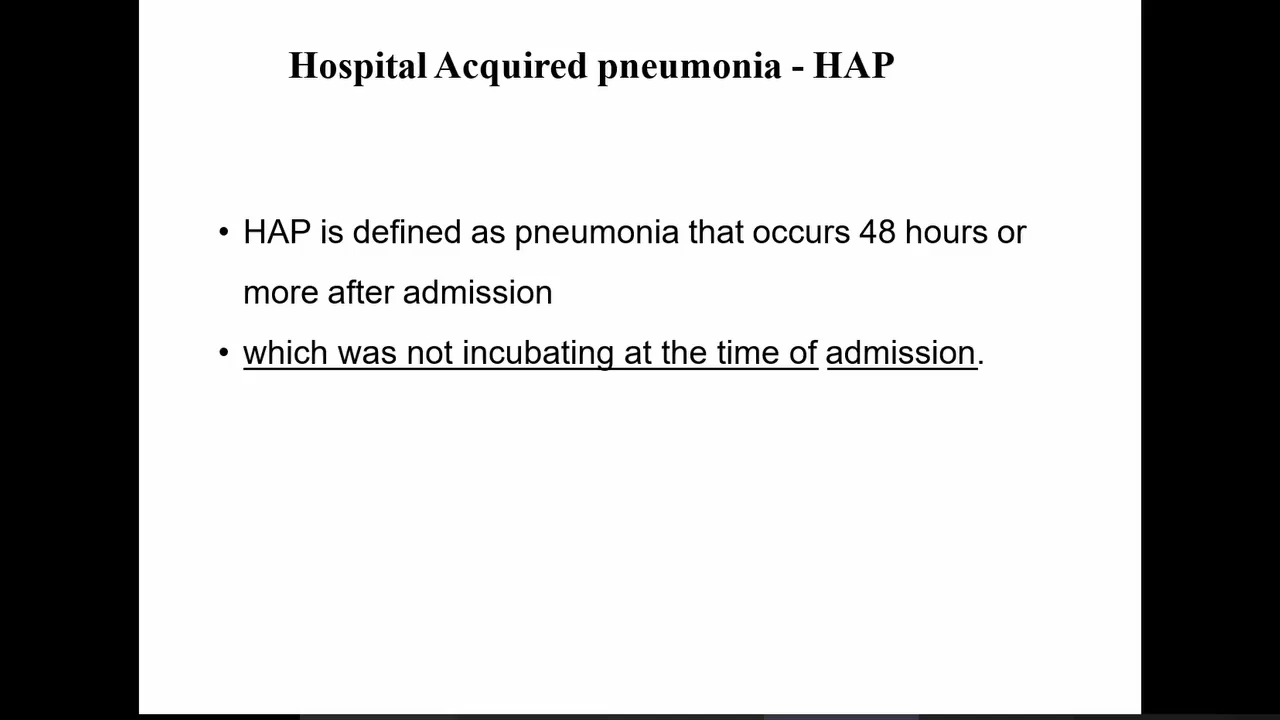 Hospital Acquired pneumonia - HAP
• HAP is defined as pneumonia that occurs 48 hours or
more after admission
• which was not incubating at the time of admission.